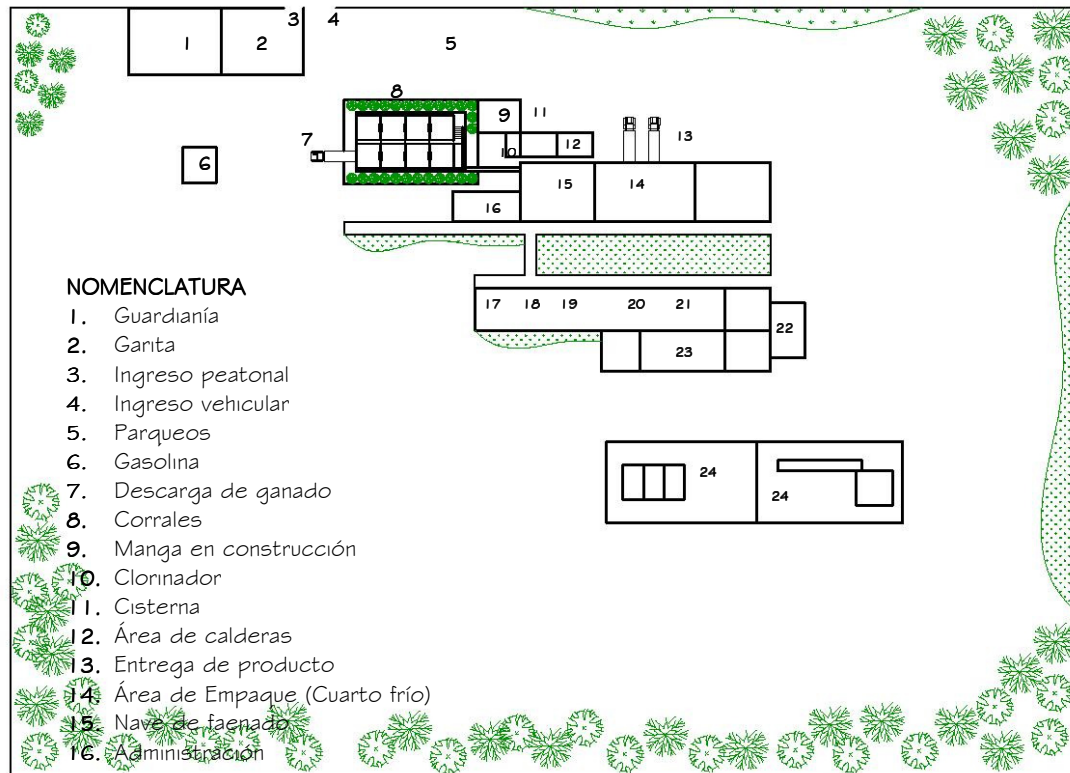 3 4
1 2 5
8
9 11
7 10 12 13
6
15 14
16
NOMENCLATURA
1. Guardianía
2. Garita
3. Ingreso peatonal
4. Ingreso vehicular
5. Parqueos
6. Gasolina
7. Descarga de ganado
8. Corrales
9. Manga en construcción
10. Clorinador
11. Cisterna
12. Área de calderas
13. Entrega de producto
14. Área de Empaque (Cuarto frío)
15. Nave de faenado
16. Administración
17 18 19 20 21
22
23
24
24